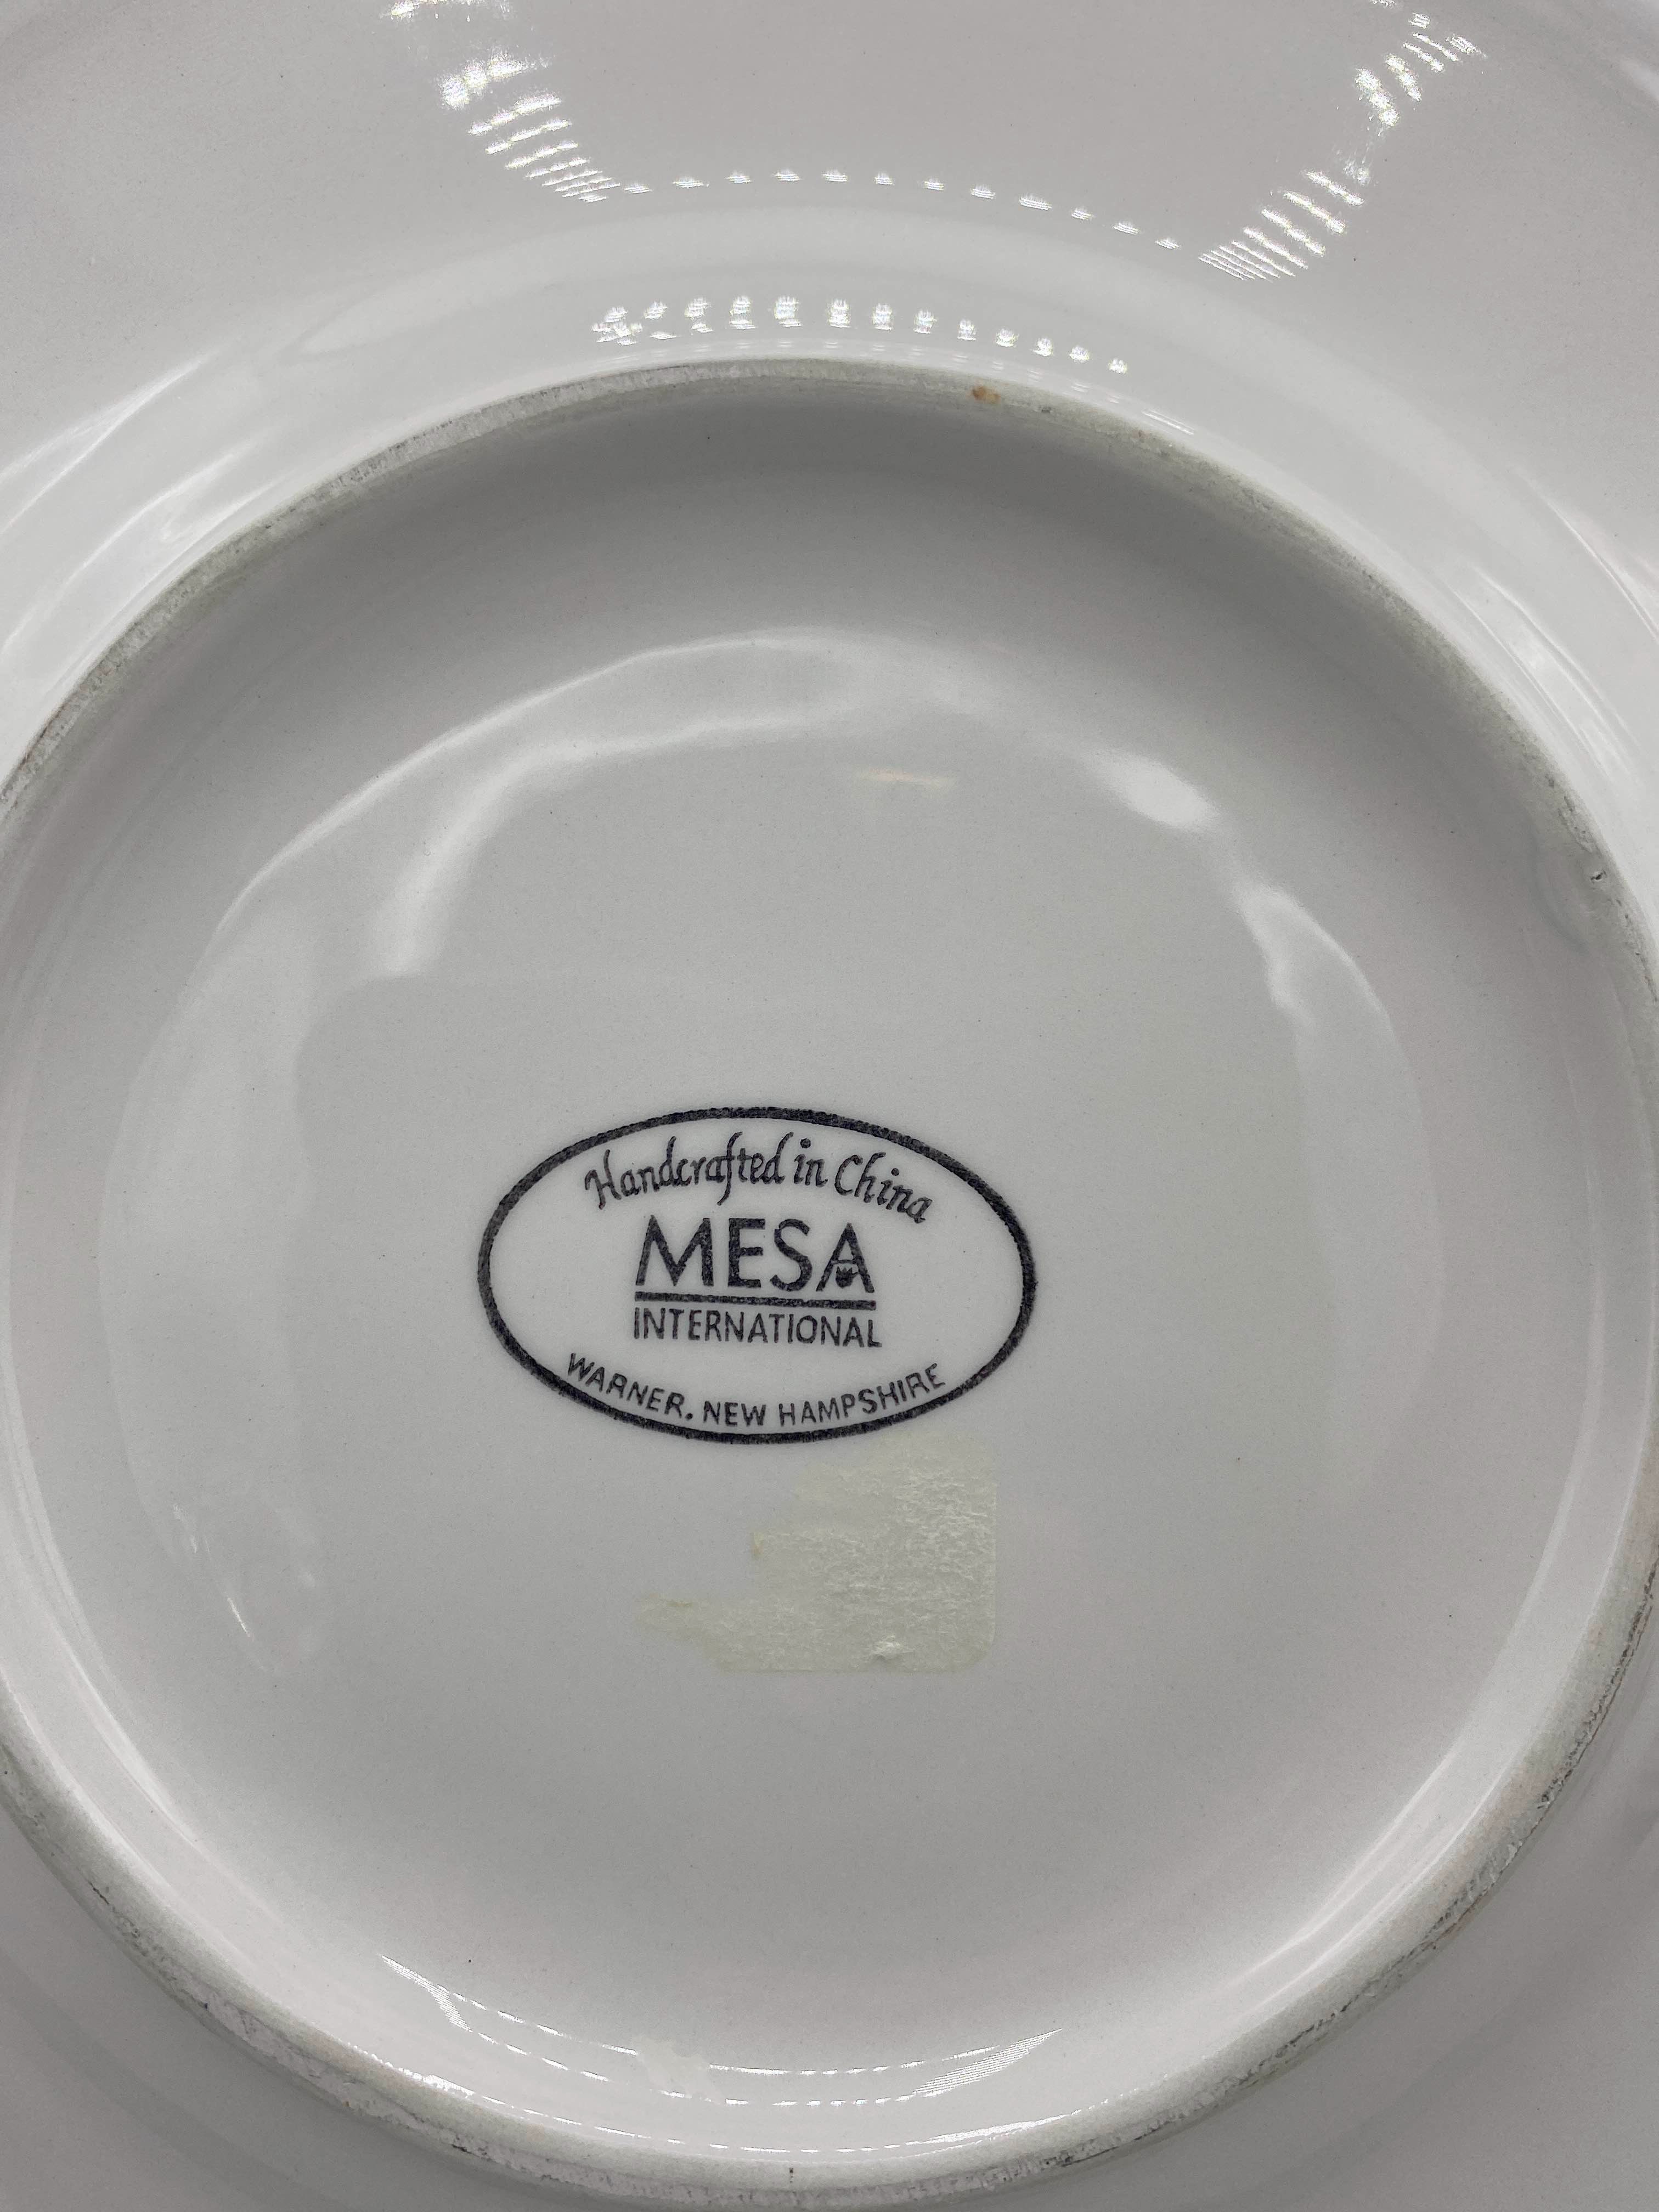 Handcrafted in China
MESA
INTERNATIONAL
WARNER. NEW HAMPSHIRE